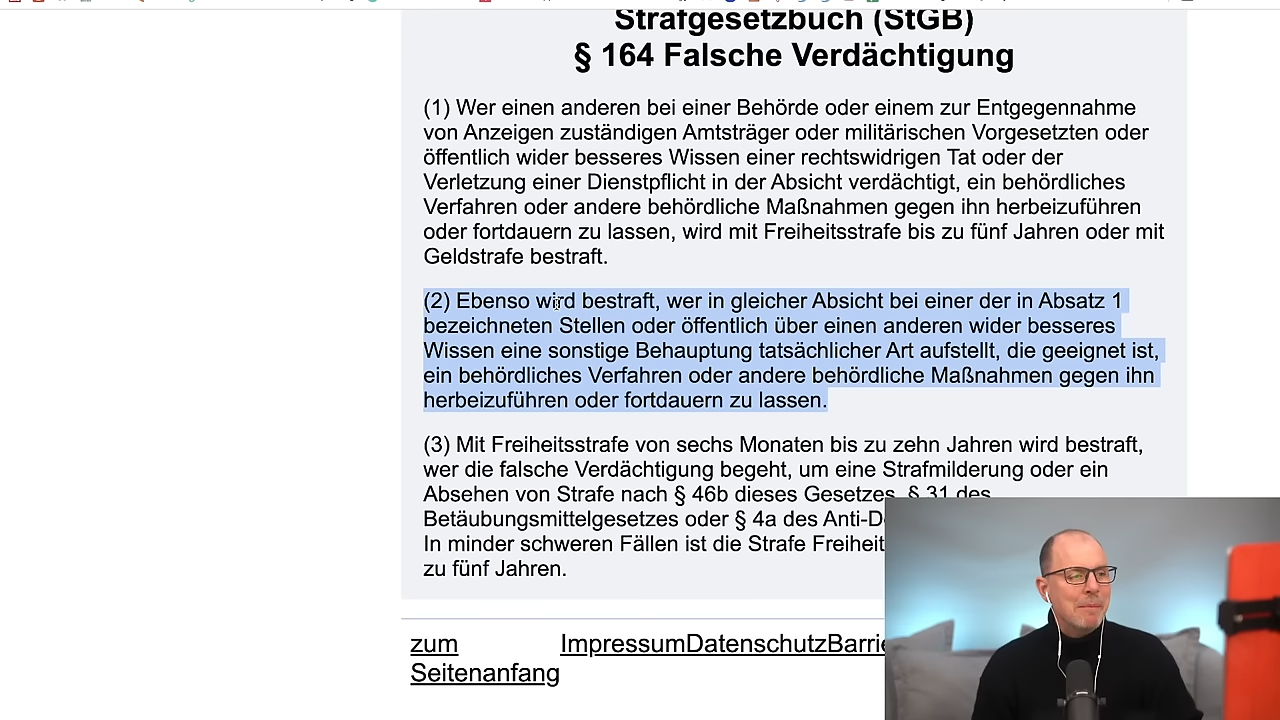 Strafgesetzbuch (StGB)
§ 164 Falsche Verdächtigung
(1) Wer einen anderen bei einer Behörde oder einem zur Entgegennahme
von Anzeigen zuständigen Amtsträger oder militärischen Vorgesetzten oder
öffentlich wider besseres Wissen einer rechtswidrigen Tat oder der
Verletzung einer Dienstpflicht in der Absicht verdächtigt, ein behördliches
Verfahren oder andere behördliche Maßnahmen gegen ihn herbeizuführen
oder fortdauern zu lassen, wird mit Freiheitsstrafe bis zu fünf Jahren oder mit
Geldstrafe bestraft.
(2) Ebenso wird bestraft, wer in gleicher Absicht bei einer der in Absatz 1
bezeichneten Stellen oder öffentlich über einen anderen wider besseres
Wissen eine sonstige Behauptung tatsächlicher Art aufstellt, die geeignet ist,
ein behördliches Verfahren oder andere behördliche Maßnahmen gegen ihn
herbeizuführen oder fortdauern zu lassen.
(3) Mit Freiheitsstrafe von sechs Monaten bis zu zehn Jahren wird bestraft,
wer die falsche Verdächtigung begeht, um eine Strafmilderung oder ein
Absehen von Strafe nach § 46b dieses Gesetzes, § 31 des
Betäubungsmittelgesetzes oder § 4a des Anti-D
In minder schweren Fällen ist die Strafe Freiheit
zu fünf Jahren.
zum
Seitenanfang
ImpressumDatenschutzBarrie